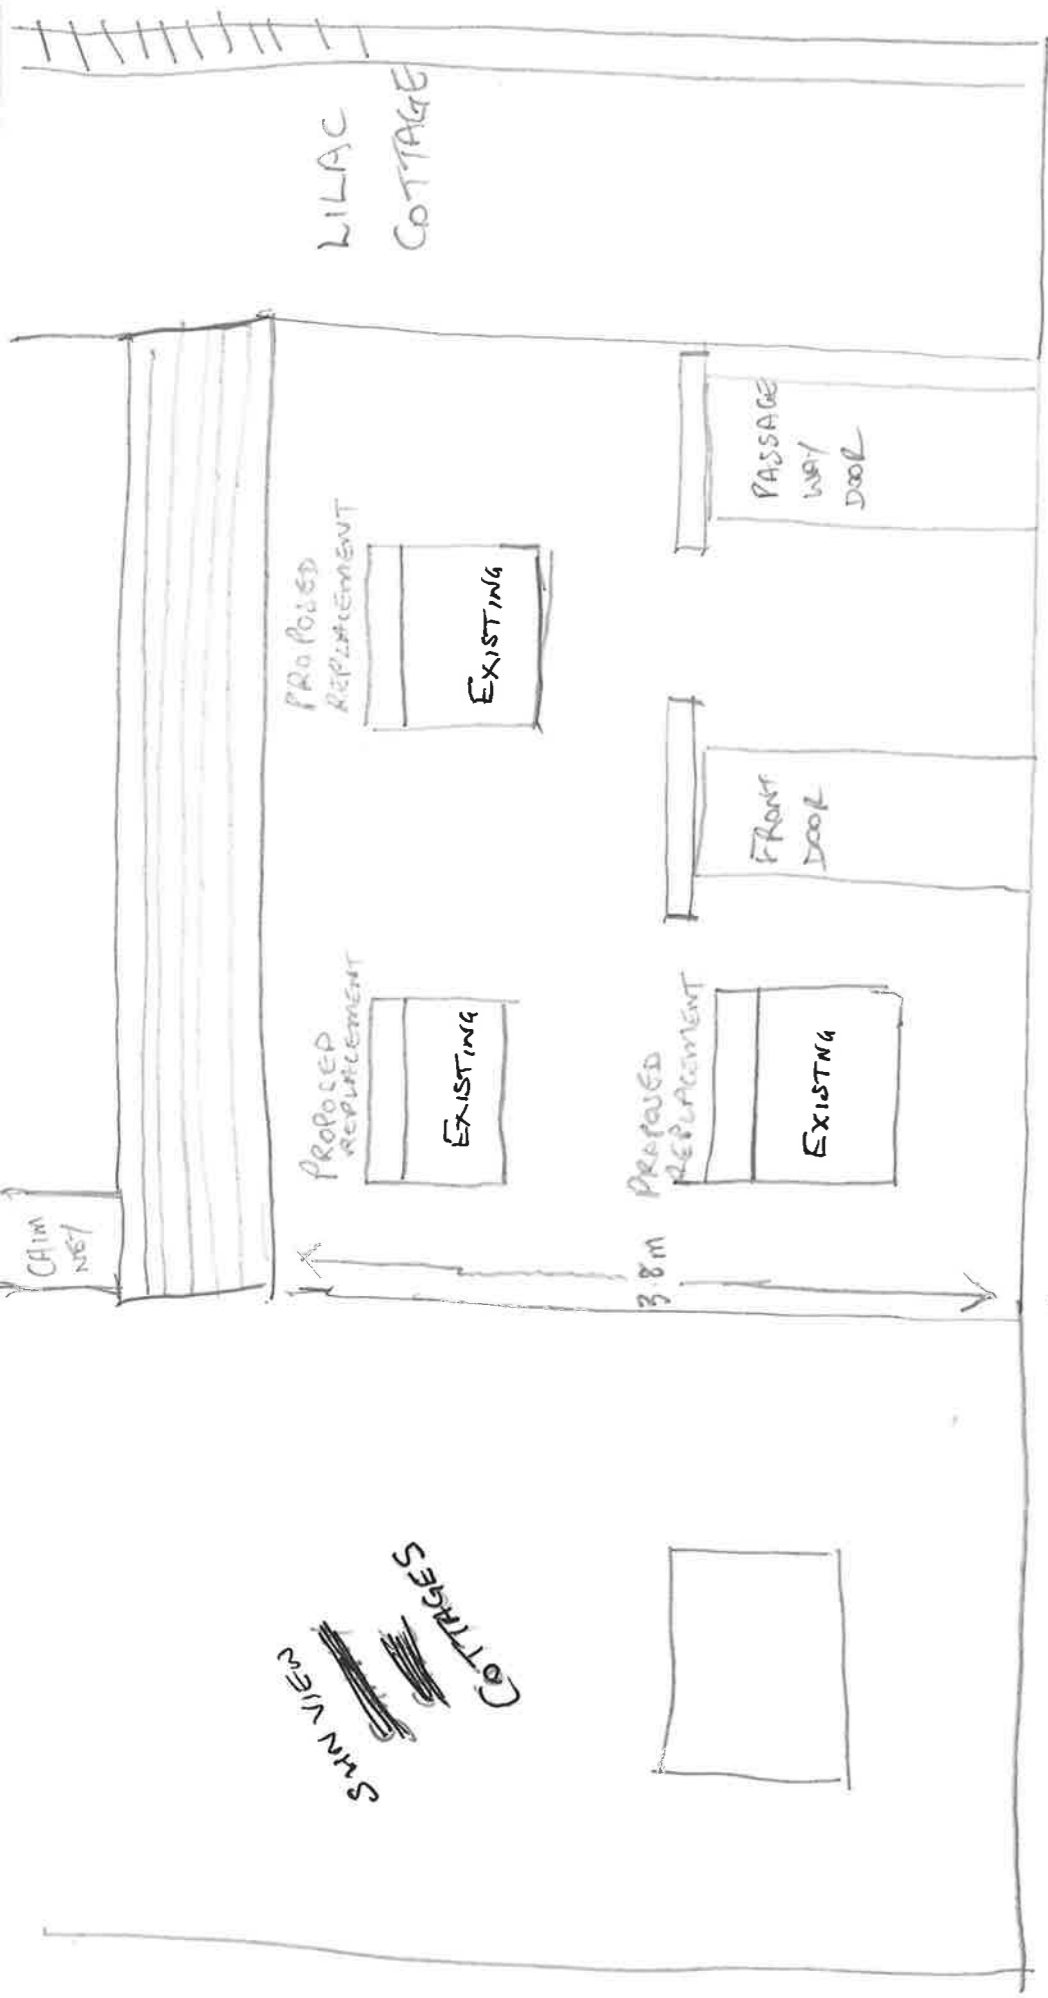 CHIM
NEY
SUN VIEW
COTTAGES
PROPOSED
REPLACEMENT
EXISTING
PROPOSED
REPLACEMENT
EXISTING
LILAC
COTTAGE
3.8m
PROPOSED
REPLACEMENT
EXISTNG
FRONT
DOOR
PASSAGE
WAY
DOOR